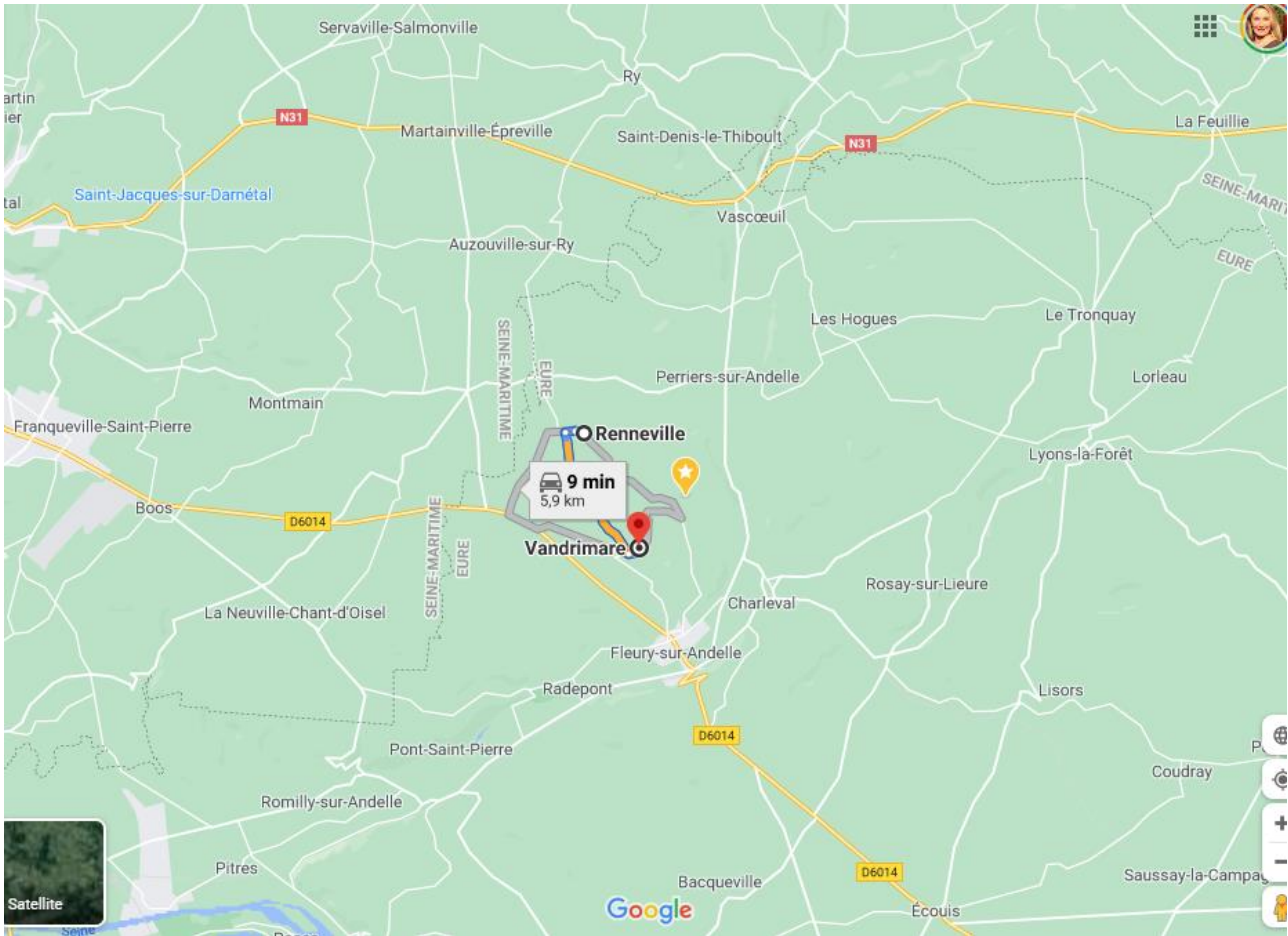 Servaville-Salmonville
Ry
N31
Martainville-Épreville
Saint-Denis-le-Thiboult
N31
La Feuillie
Saint-Jacques-sur-Darnétal
SEINE-MARIT
Vascœuil
Auzouville-sur-Ry
EURE
Les Hogues
Le Tronquay
SEINE-MARITIME
EURE
Perriers-sur-Andelle
Lorleau
Montmain
Franqueville-Saint-Pierre
Renneville
Lyons-la-Forêt
9 min
5,9 km
Boos
D6014
SEINE-MARITIME
EURE
Vandrimare
Rosay-sur-Lieure
La Neuville-Chant-d'Oisel
Charleval
Fleury-sur-Andelle
Radepont
Lisors
D6014
Pont-Saint-Pierre
Coudray
Romilly-sur-Andelle
Pitres
D6014
Saussay-la-Campag
Bacqueville
Satellite
Google
Écouis
Seine